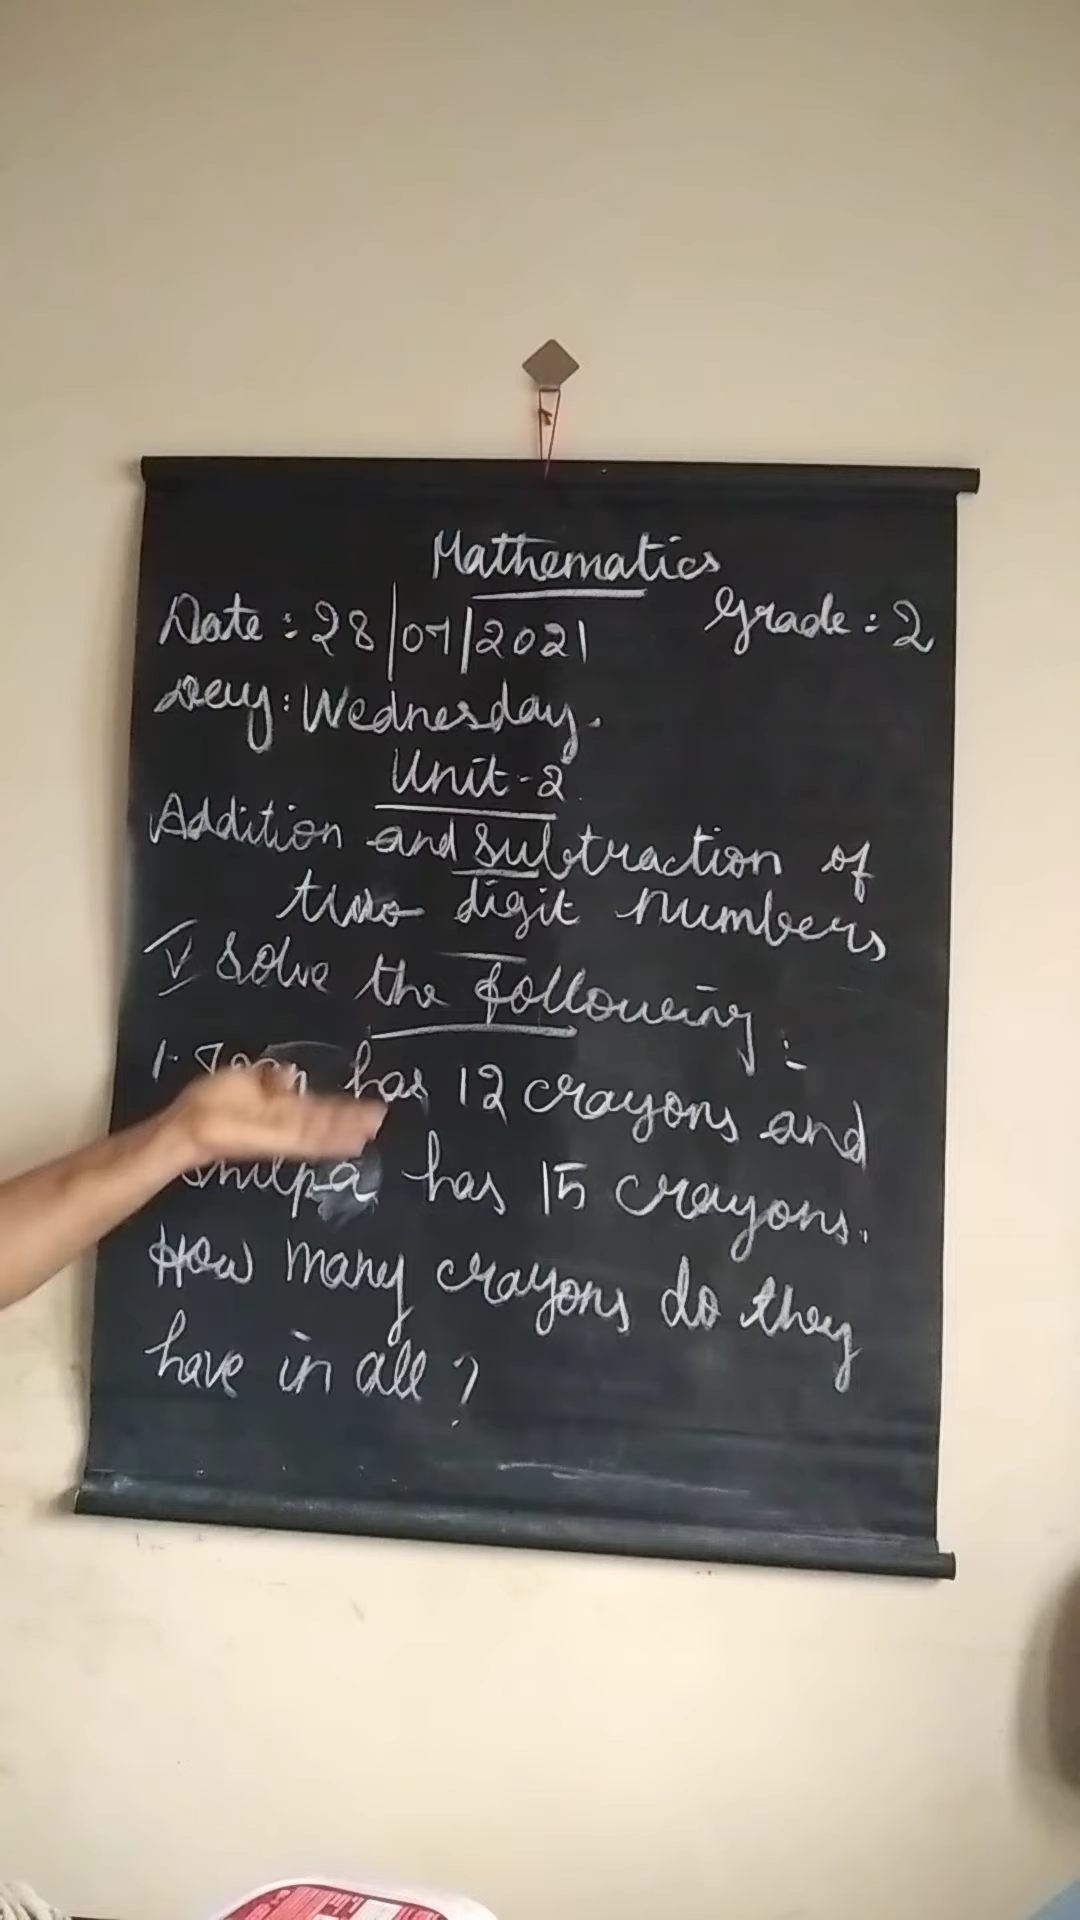 Mathematics
Date: 28/07/2021 Grade: 2
Day: Wednesday.
Unit-2
Addition and subtraction of
two digit numbers
V Solve the following:-
1. has 12 crayons and
Shilpa has 15 crayons.
How many crayons do they
have in all?